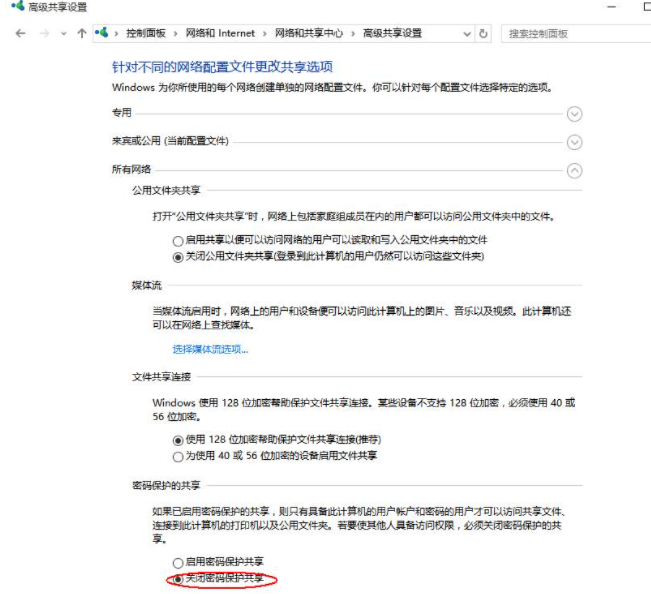 高级共享设置
控制面板 › 网络和 Internet › 网络和共享中心 › 高级共享设置
搜索控制面板
针对不同的网络配置文件更改共享选项
Windows 为你所使用的每个网络创建单独的网络配置文件。你可以针对每个配置文件选择特定的选项。
专用
来宾或公用 (当前配置文件)
所有网络
公用文件夹共享
打开"公用文件夹共享"时，网络上包括家庭组成员在内的用户都可以访问公用文件夹中的文件。
启用共享以便可以访问网络的用户可以读取和写入公用文件夹中的文件
关闭公用文件夹共享(登录到此计算机的用户仍然可以访问这些文件夹)
媒体流
当媒体流启用时，网络上的用户和设备便可以访问此计算机上的图片、音乐以及视频。此计算机还
可以在网络上查找媒体。
选择媒体流选项...
文件共享连接
Windows 使用 128 位加密帮助保护文件共享连接。某些设备不支持 128 位加密，必须使用 40 或
56 位加密。
使用 128 位加密帮助保护文件共享连接(推荐)
为使用 40 或 56 位加密的设备启用文件共享
密码保护的共享
如果已启用密码保护的共享，则只有具备此计算机的用户帐户和密码的用户才可以访问共享文件、
连接到此计算机的打印机以及公用文件夹。若要使其他人具备访问权限，必须关闭密码保护的共
享。
启用密码保护共享
关闭密码保护共享